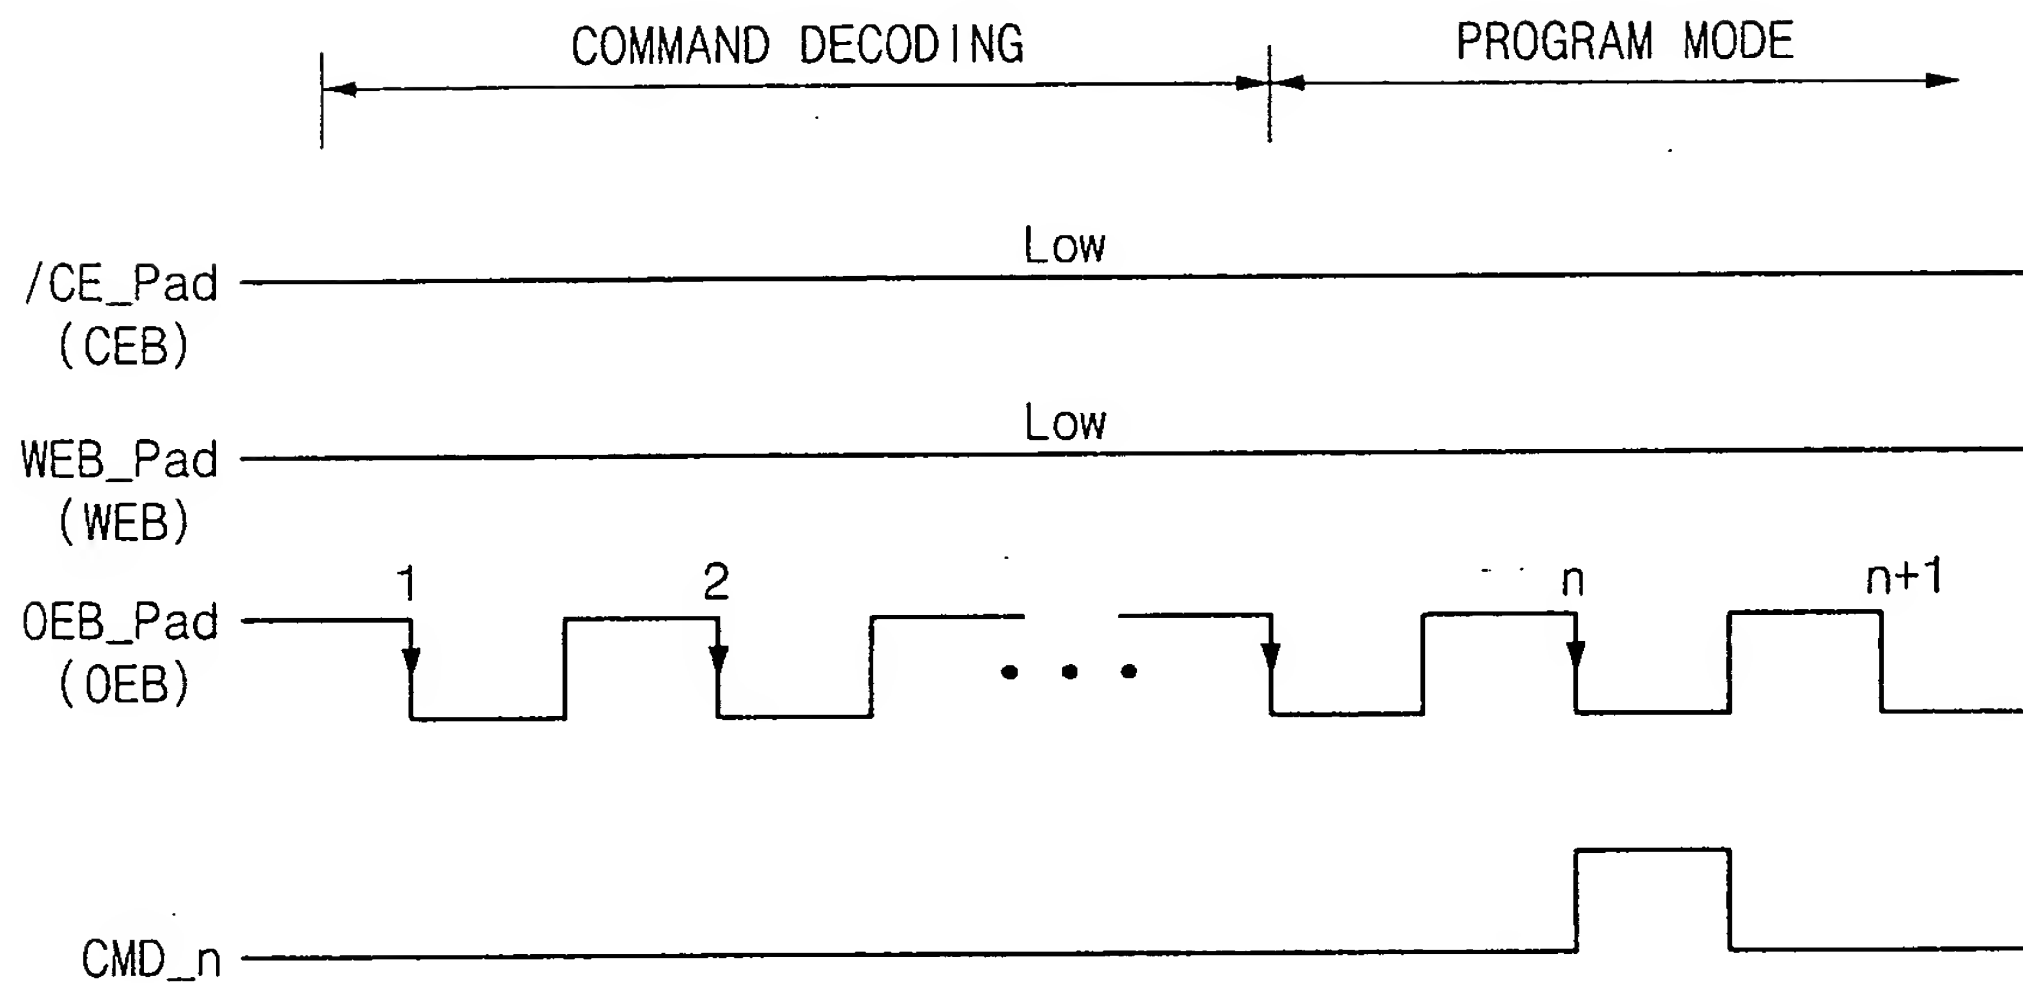 COMMAND DECODING
PROGRAM MODE
Low
/CE_Pad
(CEB)
Low
WEB_Pad
(WEB)
1
2
n
n+1
OEB_Pad
(OEB)
CMD_n